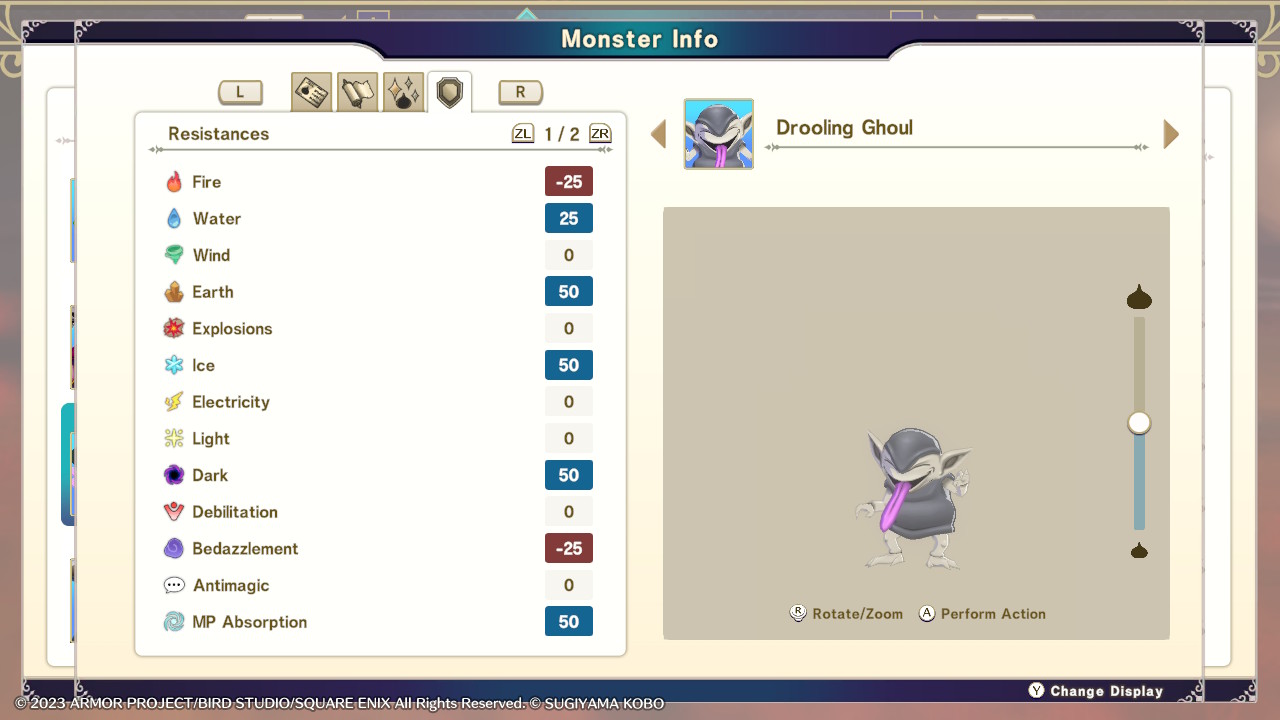 Monster Info
L
R
Resistances ZL 1 / 2 ZR
Fire -25
Water 25
Wind 0
Earth 50
Explosions 0
Ice 50
Electricity 0
Light 0
Dark 50
Debilitation 0
Bedazzlement -25
Antimagic 0
MP Absorption 50
Drooling Ghoul
R Rotate/Zoom A Perform Action
Y Change Display
© 2023 ARMOR PROJECT/BIRD STUDIO/SQUARE ENIX All Rights Reserved. © SUGIYAMA KOBO